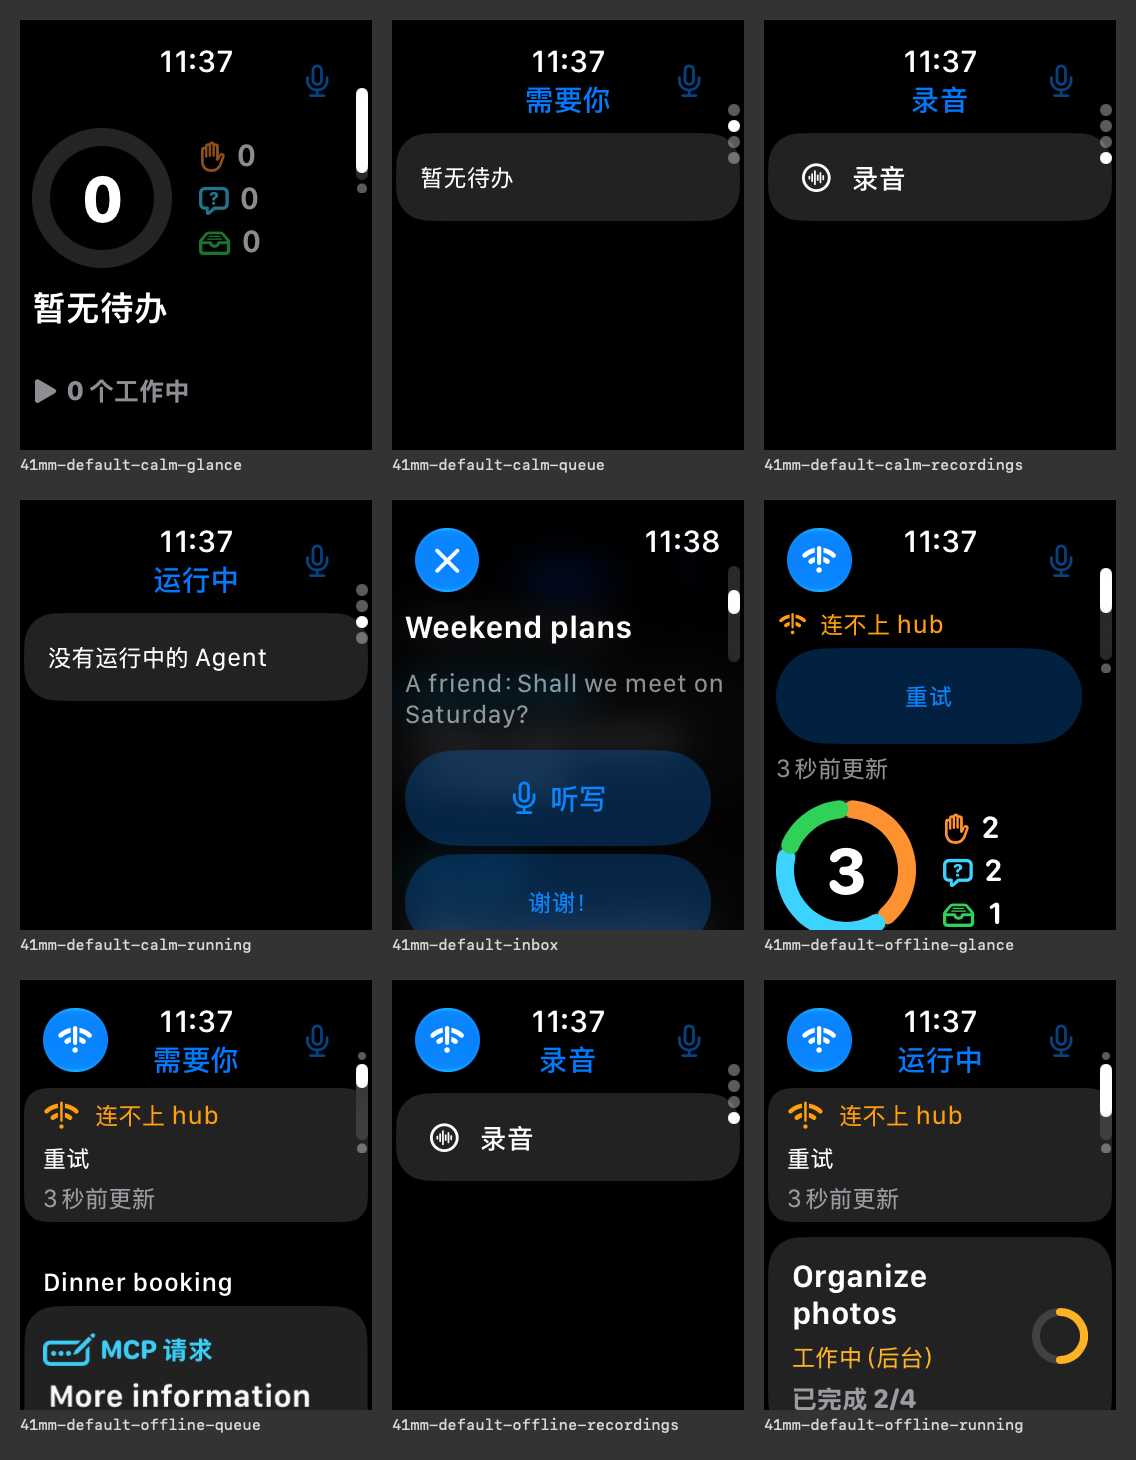 11:37
0
0
0
0
暂无待办
0 个工作中
41mm-default-calm-glance
11:37
需要你
暂无待办
41mm-default-calm-queue
11:37
录音
录音
41mm-default-calm-recordings
11:37
运行中
没有运行中的 Agent
41mm-default-calm-running
11:38
Weekend plans
A friend: Shall we meet on
Saturday?
听写
谢谢！
41mm-default-inbox
11:37
连不上 hub
重试
3 秒前更新
3
2
2
1
41mm-default-offline-glance
11:37
需要你
连不上 hub
重试
3 秒前更新
Dinner booking
MCP 请求
More information
41mm-default-offline-queue
11:37
录音
录音
41mm-default-offline-recordings
11:37
运行中
连不上 hub
重试
3 秒前更新
Organize
photos
工作中 (后台)
已完成 2/4
41mm-default-offline-running